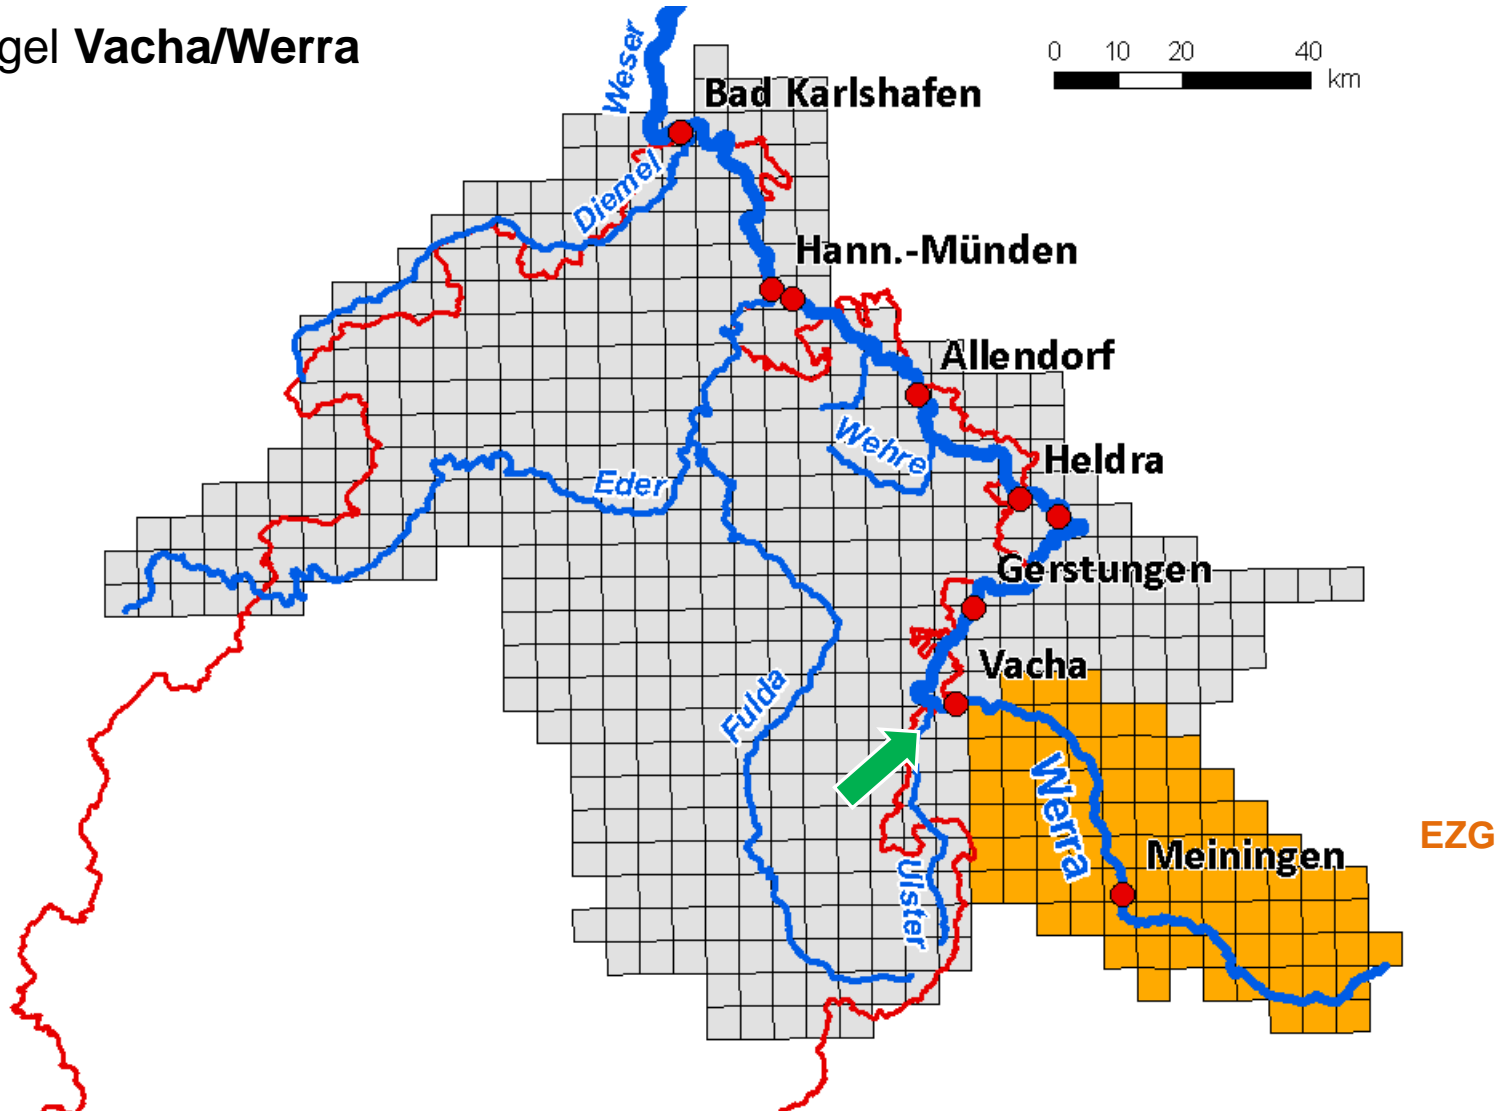 gel Vacha/Werra
0 10 20 40
km
Weser
Bad Karlshafen
Diemel
Hann.-Münden
Allendorf
Wehre
Heldra
Eder
Gerstungen
Vacha
Fulda
Werra
EZG
Meiningen
Ulster